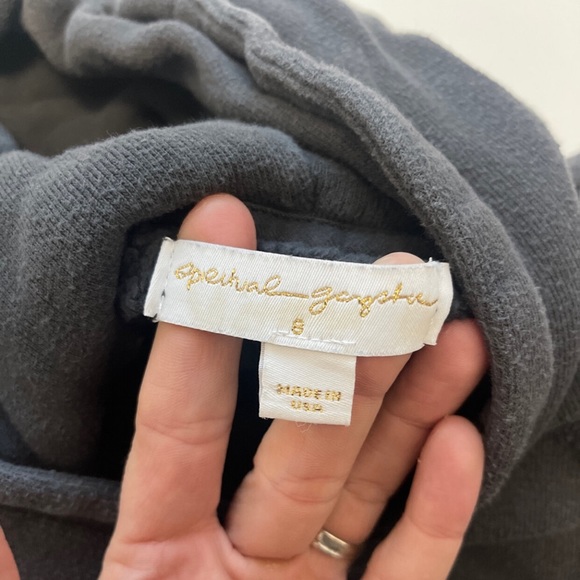 spiritual gangster
S
MADE IN
USA